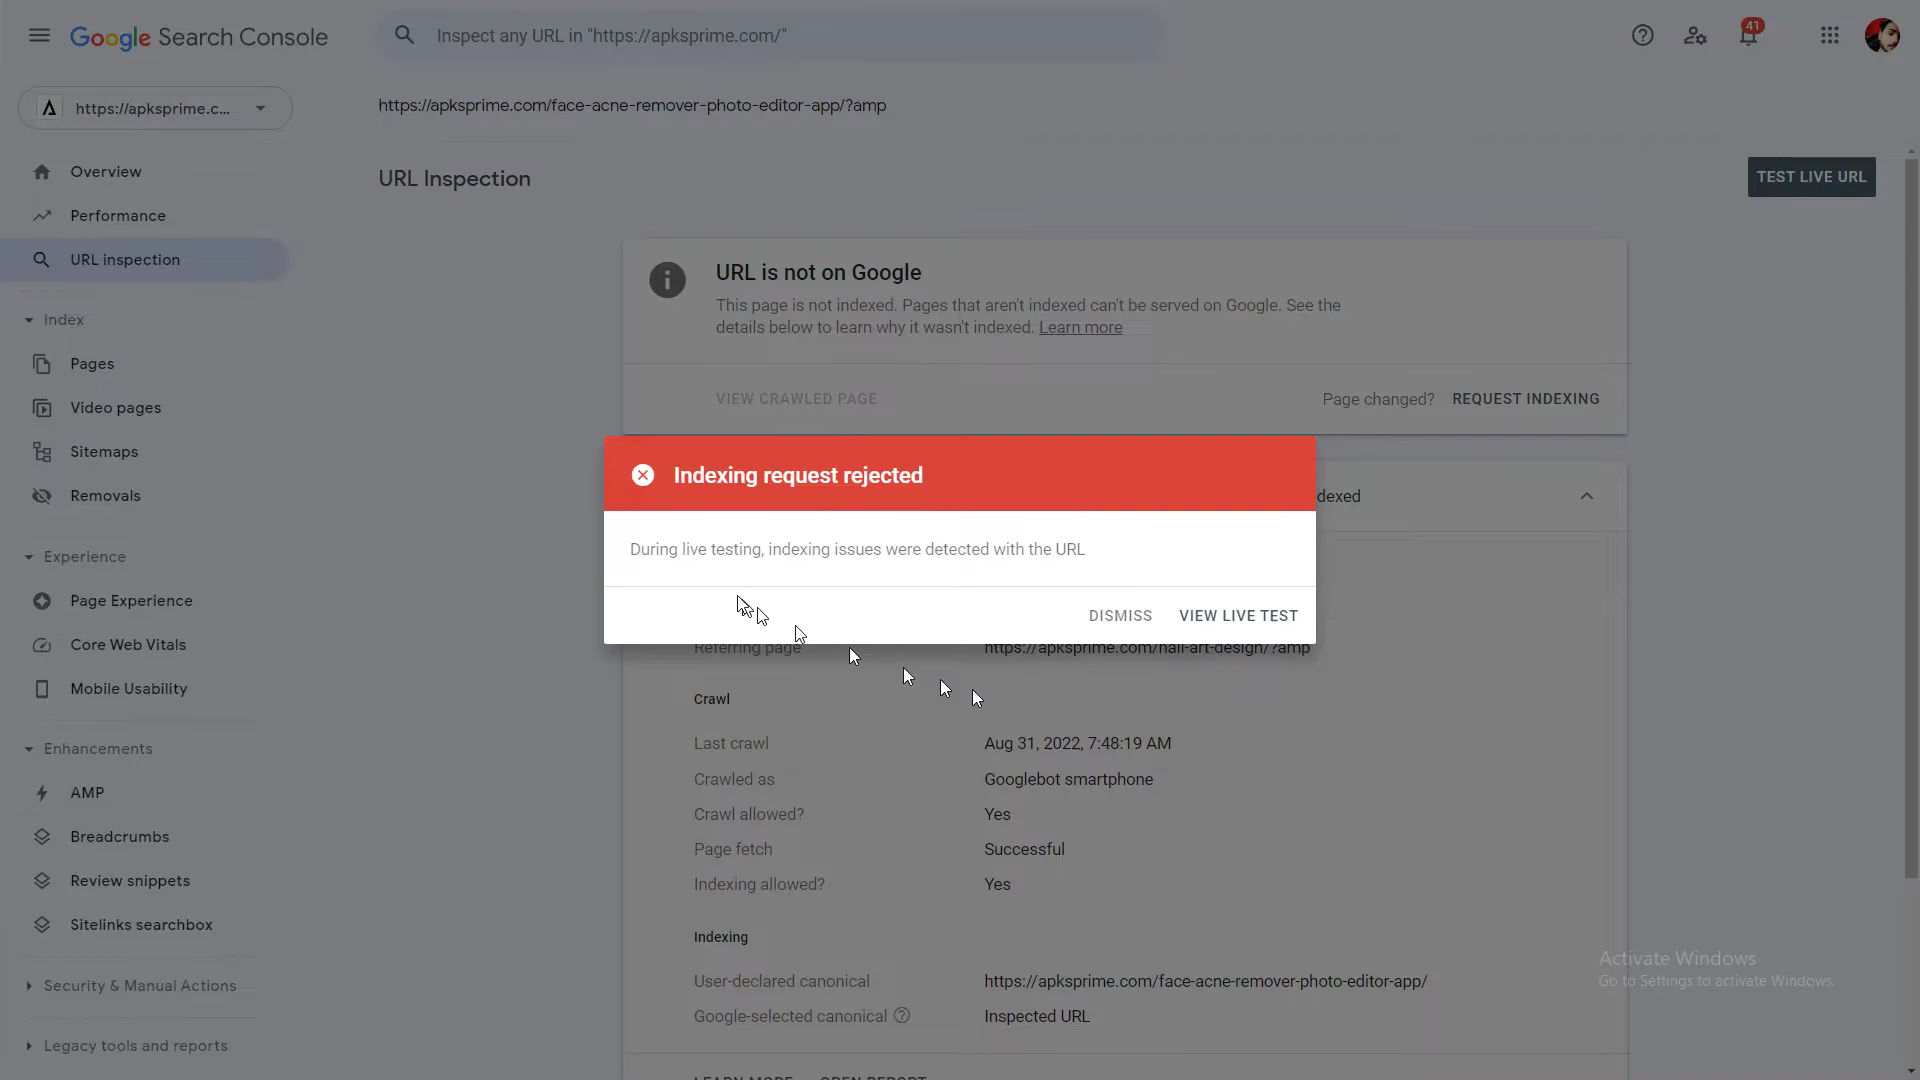 Google Search Console
Inspect any URL in "https://apksprime.com/"
41
https://apksprime.c...
https://apksprime.com/face-acne-remover-photo-editor-app/?amp
Overview
Performance
URL inspection
Index
Pages
Video pages
Sitemaps
Removals
Experience
Page Experience
Core Web Vitals
Mobile Usability
Enhancements
AMP
Breadcrumbs
Review snippets
Sitelinks searchbox
Security & Manual Actions
Legacy tools and reports
URL Inspection
TEST LIVE URL
URL is not on Google
This page is not indexed. Pages that aren't indexed can't be served on Google. See the
details below to learn why it wasn't indexed. Learn more
VIEW CRAWLED PAGE
Page changed? REQUEST INDEXING
Indexing request rejected
dexed
During live testing, indexing issues were detected with the URL
DISMISS VIEW LIVE TEST
Referring page https://apksprime.com/nail-art-design/?amp
Crawl
Last crawl Aug 31, 2022, 7:48:19 AM
Crawled as Googlebot smartphone
Crawl allowed? Yes
Page fetch Successful
Indexing allowed? Yes
Indexing
User-declared canonical https://apksprime.com/face-acne-remover-photo-editor-app/
Google-selected canonical Inspected URL
LEARN MORE OPEN REPORT
Activate Windows
Go to Settings to activate Windows.